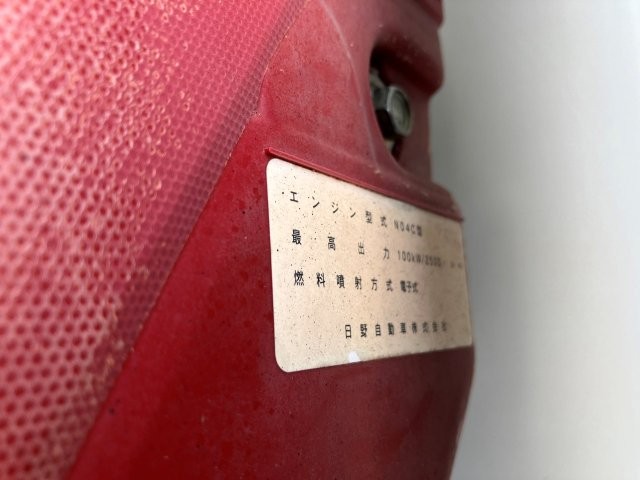 エンジン型式 N04C型
最高出力 100kW/2500
燃料噴射方式 電子式
日野自動車株式会社